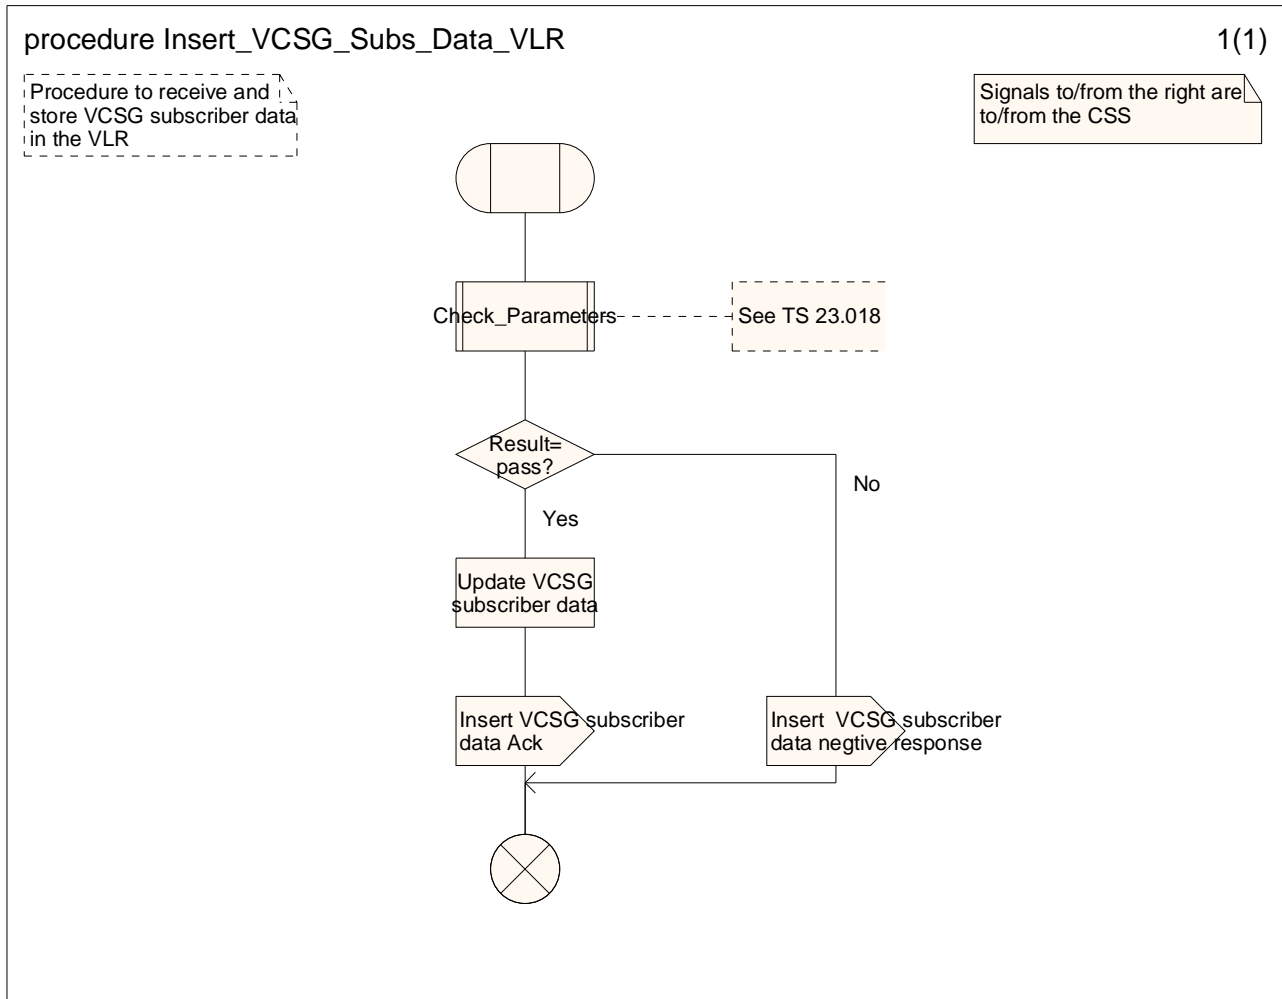 procedure Insert_VCSG_Subs_Data_VLR
1(1)
Procedure to receive and
store VCSG subscriber data
in the VLR
Signals to/from the right are
to/from the CSS
Check_Parameters
See TS 23.018
Result=
pass?
No
Yes
Update VCSG
subscriber data
Insert VCSG subscriber
data Ack
Insert  VCSG subscriber
data negtive response